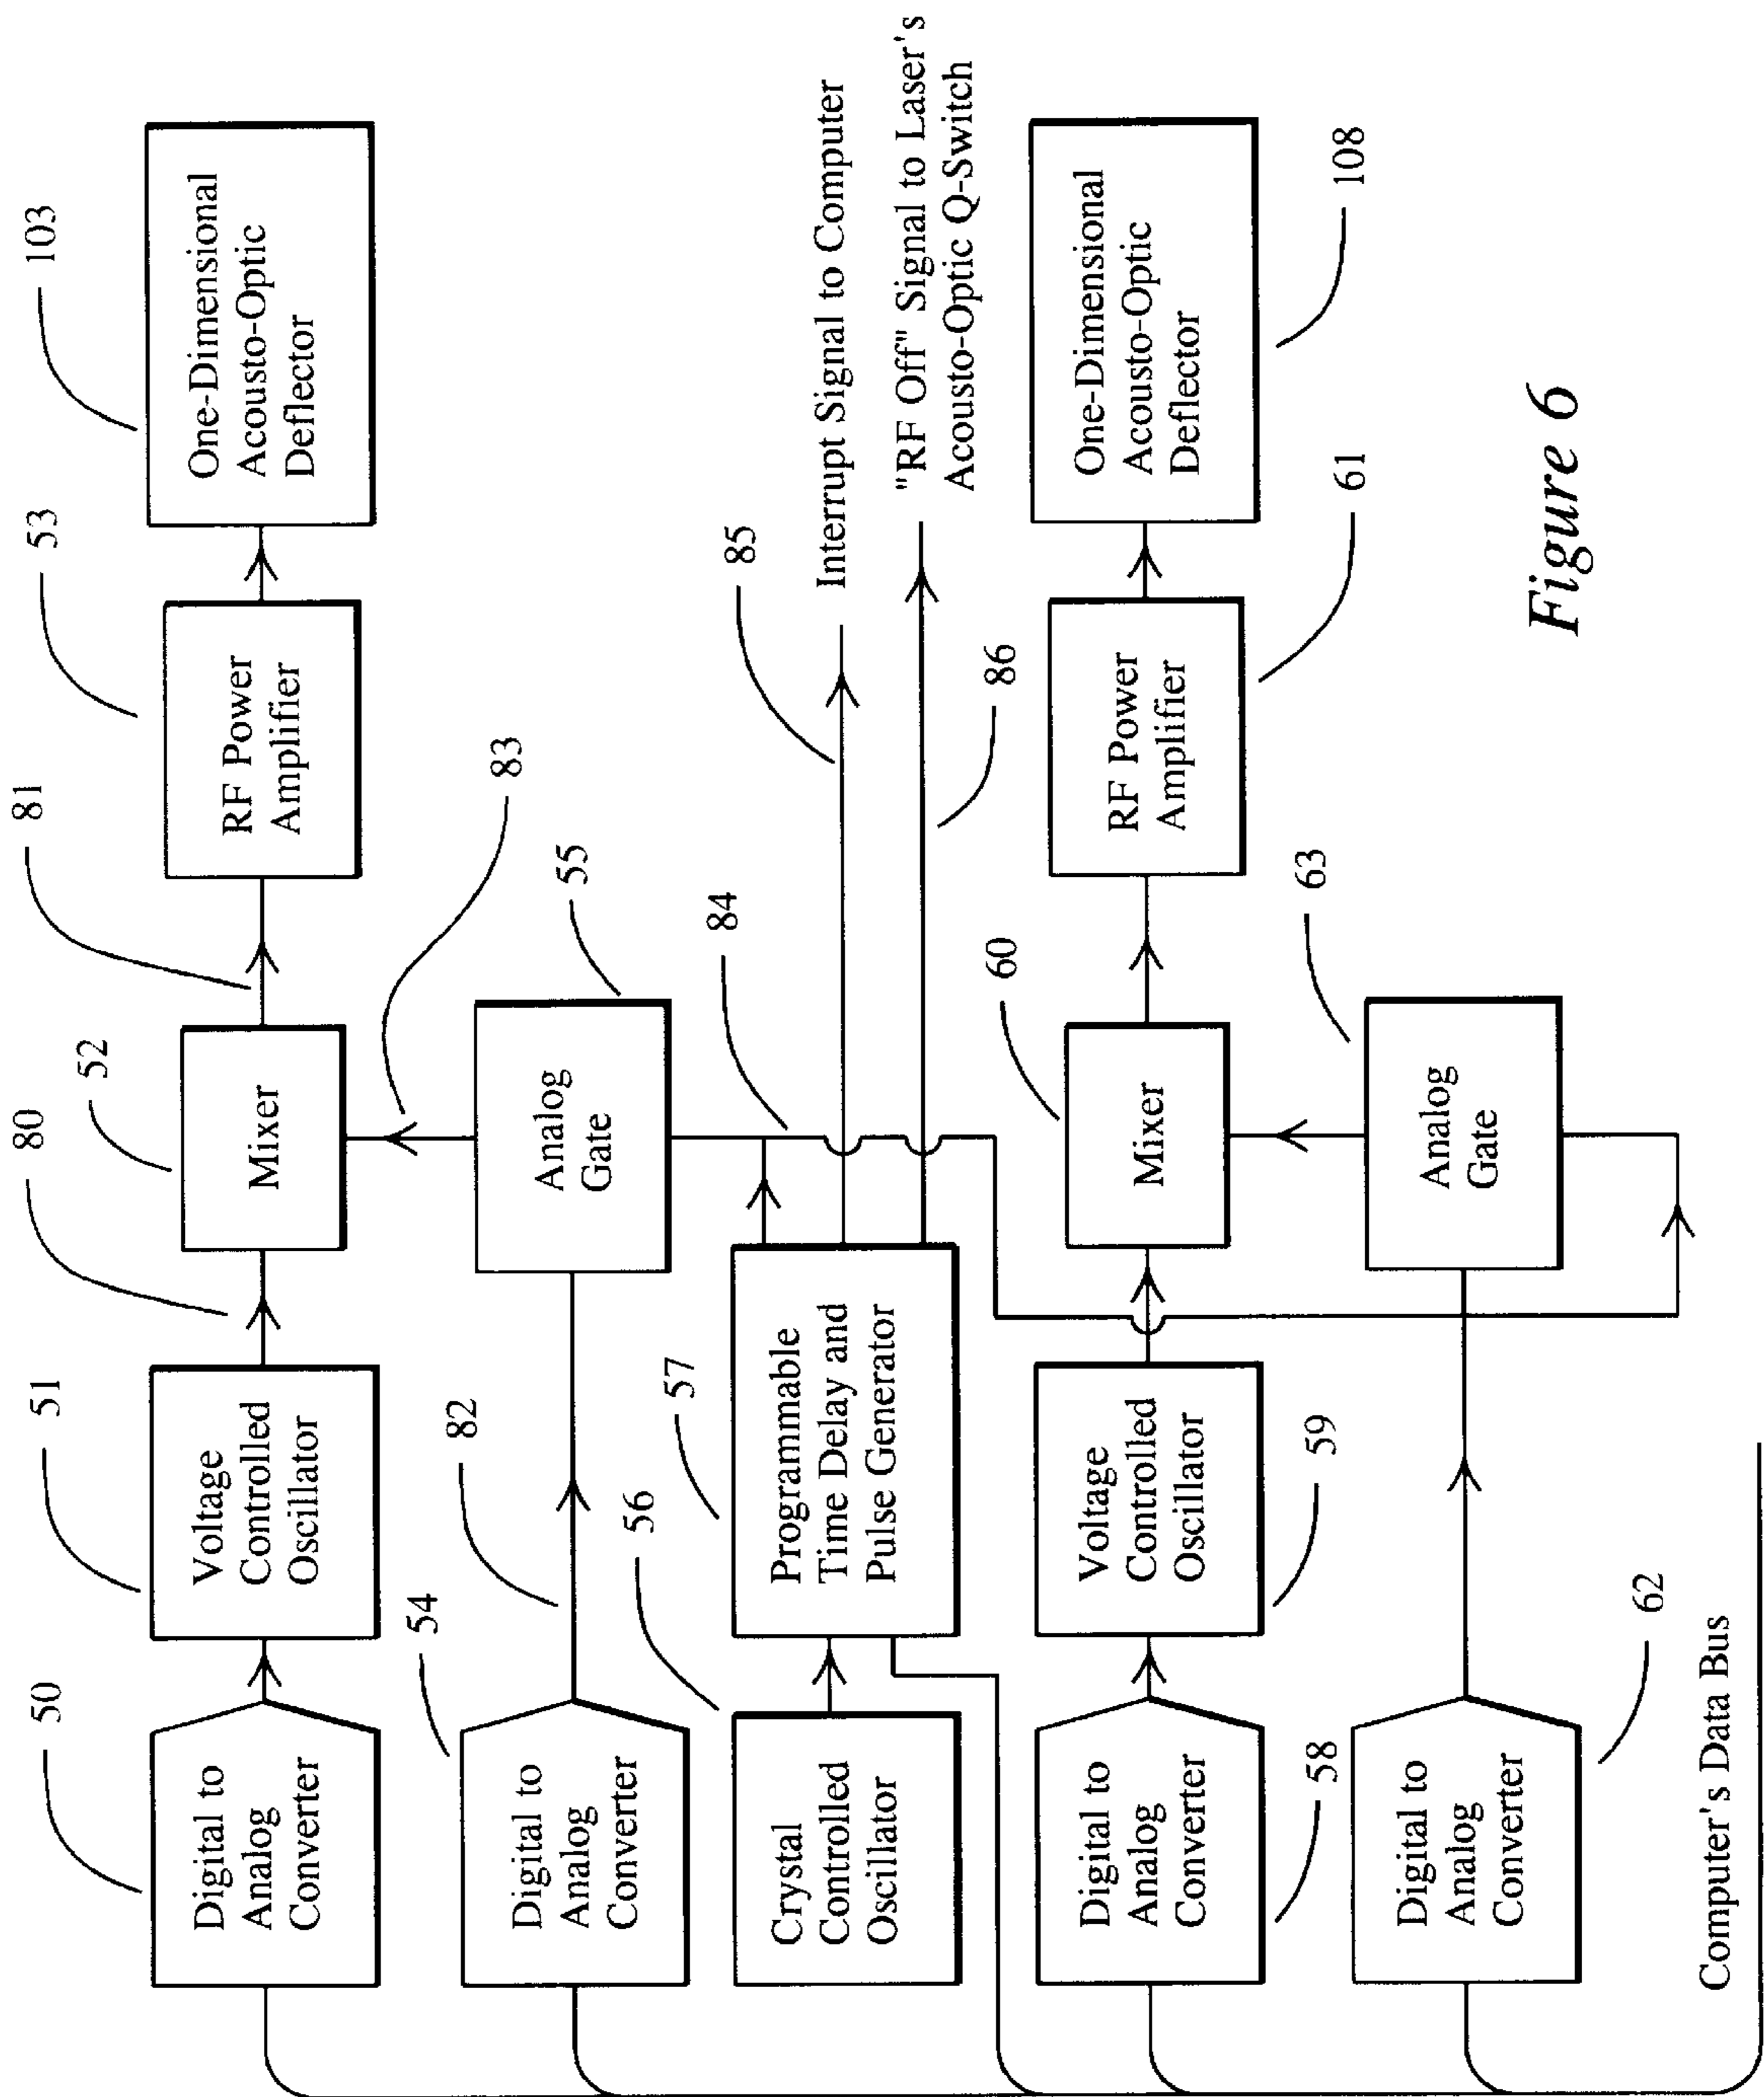 50
Digital to
Analog
Converter
51
Voltage
Controlled
Oscillator
80
52
Mixer
81
53
RF Power
Amplifier
103
One-Dimensional
Acousto-Optic
Deflector
54
Digital to
Analog
Converter
82
55
Analog
Gate
83
56
Crystal
Controlled
Oscillator
57
Programmable
Time Delay and
Pulse Generator
84
85
Interrupt Signal to Computer
86
"RF Off" Signal to Laser's
Acousto-Optic Q-Switch
58
Digital to
Analog
Converter
59
Voltage
Controlled
Oscillator
60
Mixer
61
RF Power
Amplifier
108
One-Dimensional
Acousto-Optic
Deflector
62
Digital to
Analog
Converter
63
Analog
Gate
Computer's Data Bus
Figure 6